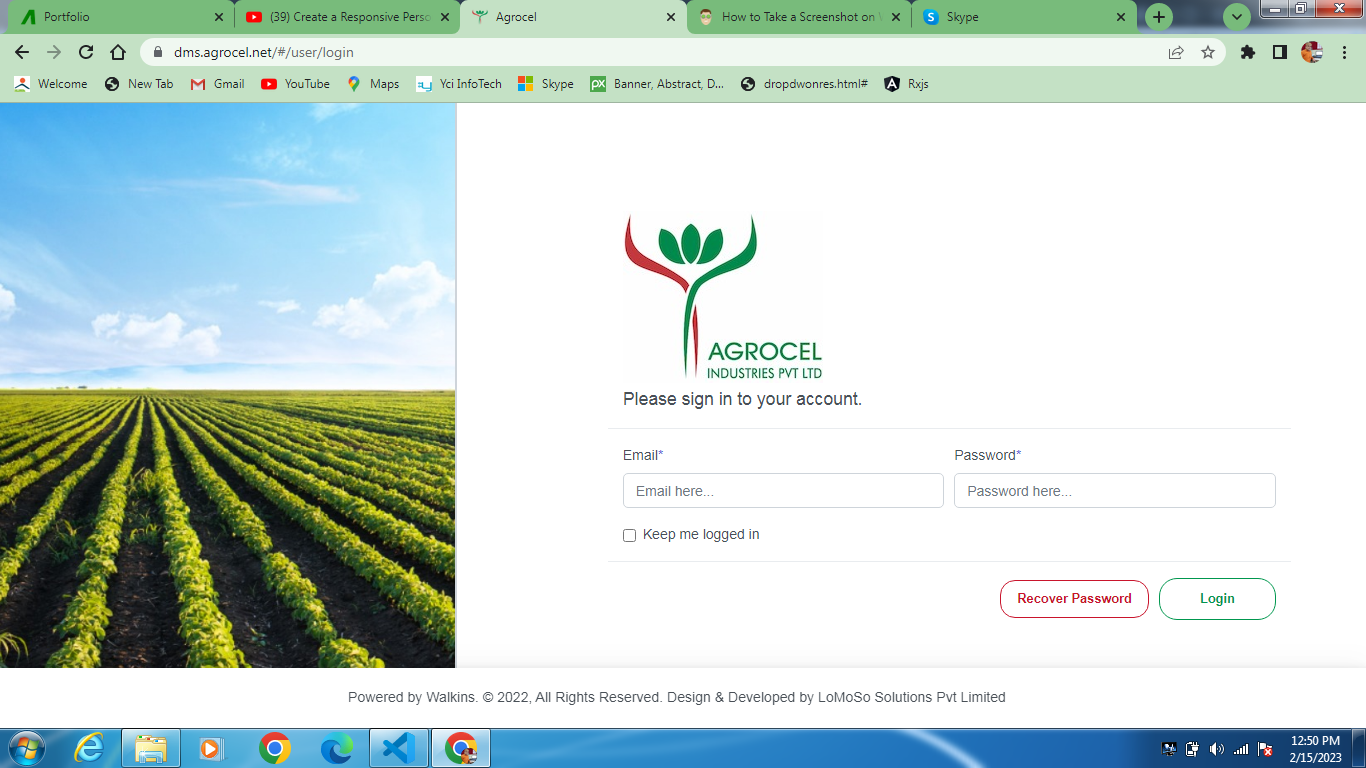 Portfolio
(39) Create a Responsive Perso
Agrocel
How to Take a Screenshot on
Skype
dms.agrocel.net/#/user/login
Welcome
New Tab
Gmail
YouTube
Maps
Yci InfoTech
Skype
Banner, Abstract, D...
dropdwonres.html#
Rxjs
AGROCEL
INDUSTRIES PVT LTD
Please sign in to your account.
Email*
Password*
Email here...
Password here...
Keep me logged in
Recover Password
Login
Powered by Walkins. © 2022, All Rights Reserved. Design & Developed by LoMoSo Solutions Pvt Limited
12:50 PM
2/15/2023